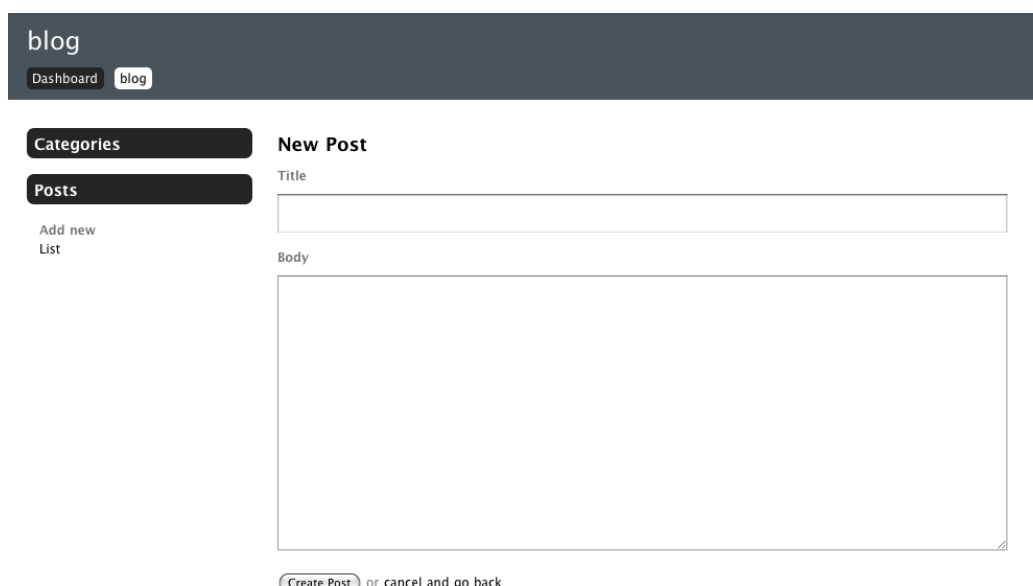 blog
Dashboard blog
Categories
Posts
Add new
List
New Post
Title
Body
Create Post or cancel and go back